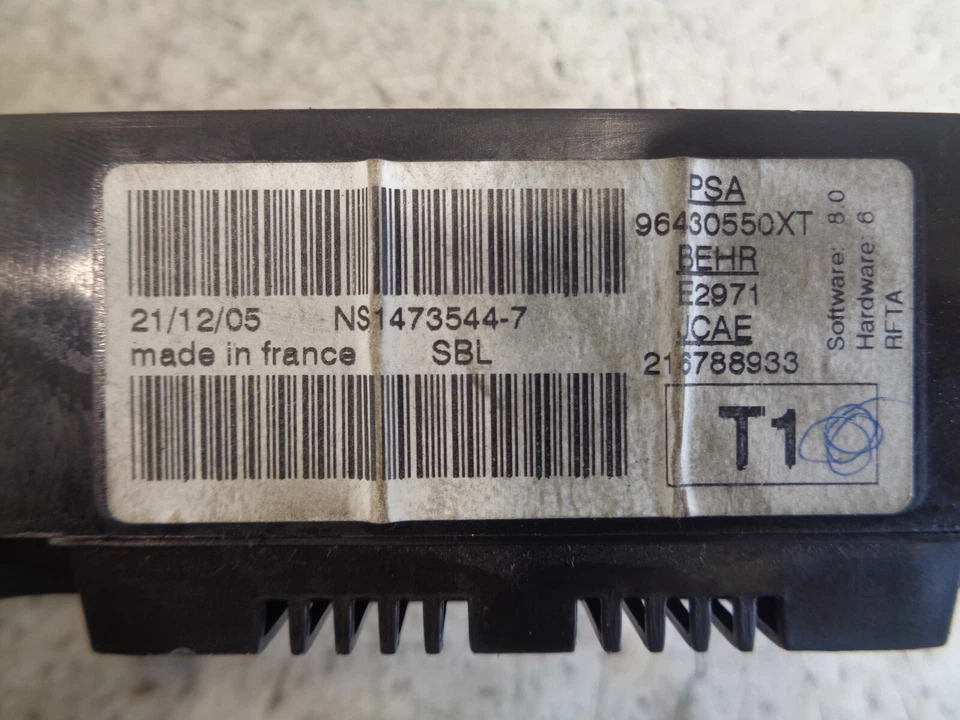 21/12/05 NS1473544-7
made in france SBL
PSA
96430550XT
BEHR
E2971
JCAE
216788933
T1
Software: 8.0
Hardware: 6
RFTA